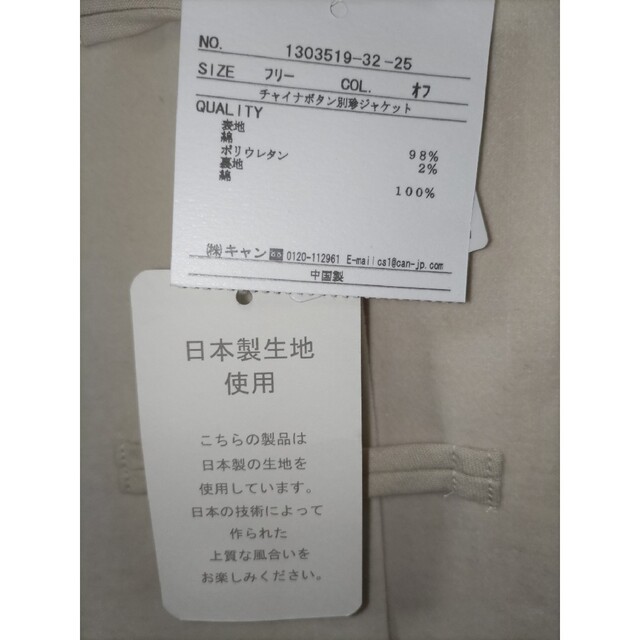 NO. 1303519-32-25
SIZE フリー COL. オフ
チャイナボタン別珍ジャケット
QUALITY
表地
綿 98%
ポリウレタン 2%
裏地
綿 100%
㈱キャン 0120-112961 E-mail cal@can-jp.com
中国製
日本製生地
使用
こちらの製品は
日本製の生地を
使用しています。
日本の技術によって
作られた
上質な風合いを
お楽しみください。